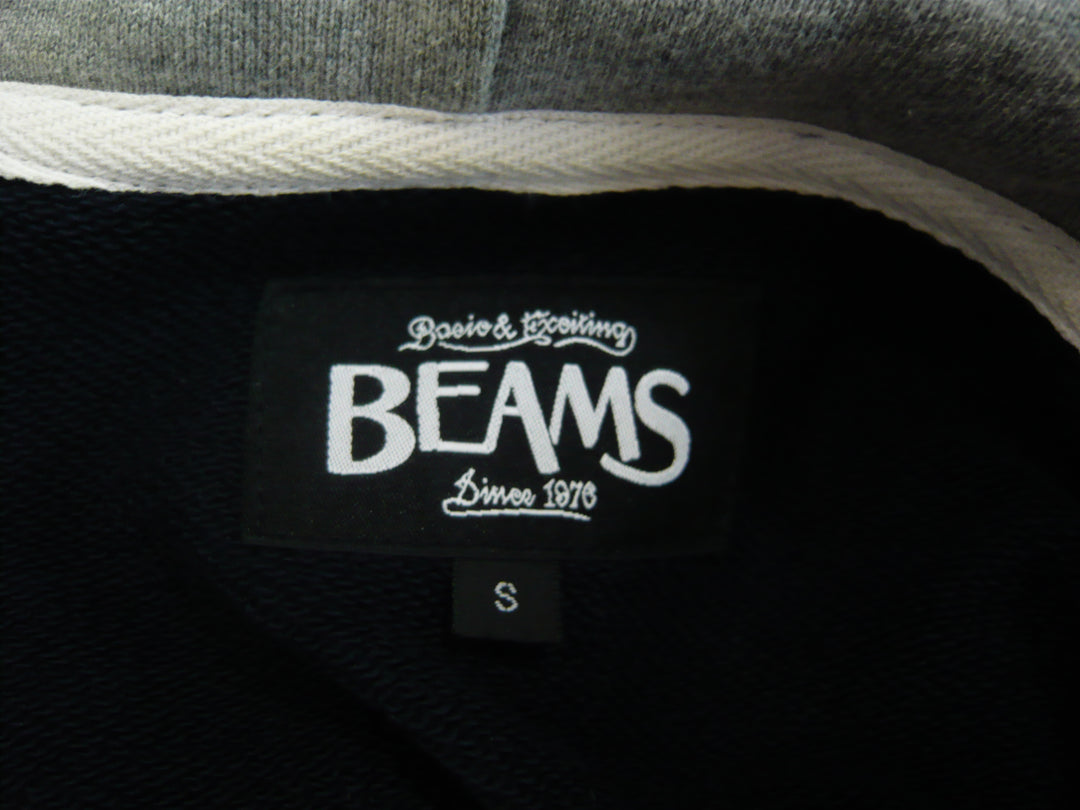 Basic & Exciting
BEAMS
Since 1976
S